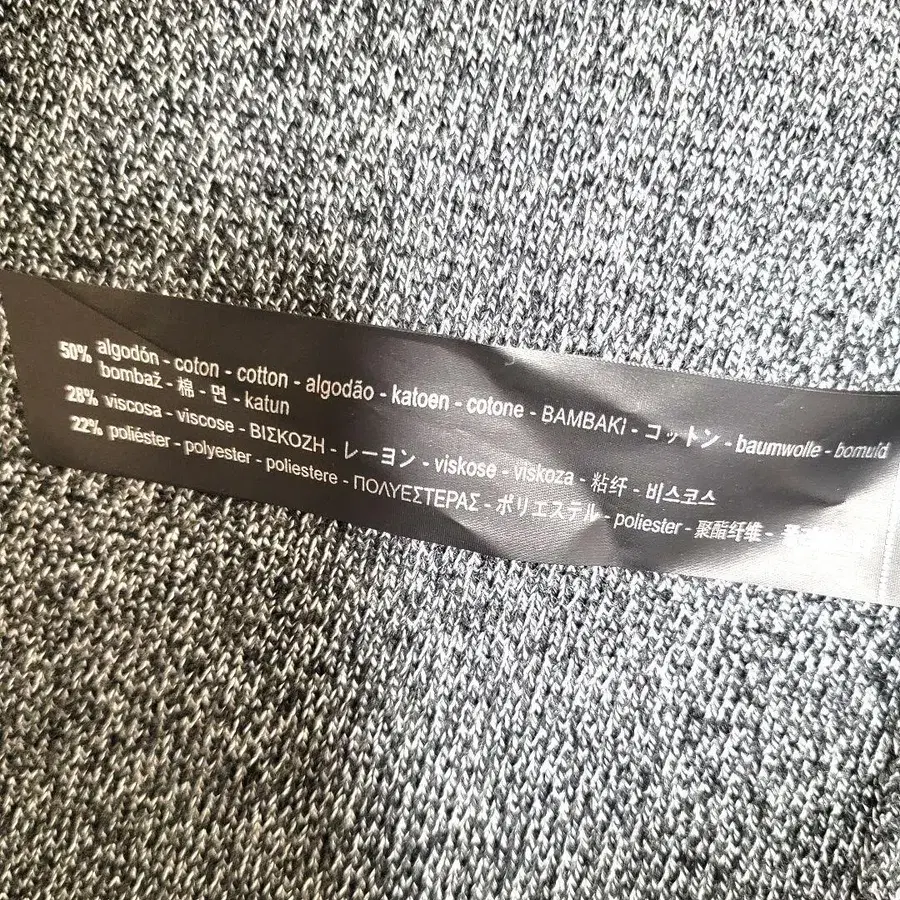 50% algodón - coton - cotton - algodão - katoen - cotone - BAMBAKI - コットン - baumwolle - bomuld
bombaž - 棉 - 면 - katun
28% viscosa - viscose - ΒΙΣΚΟΖΗ - レーヨン - viskose - viskoza - 粘纤 - 비스코스
22% poliéster - polyester - poliestere - ΠΟΛΥΕΣΤΕΡΑΣ - ポリエステル - poliester - 聚酯纤维 -